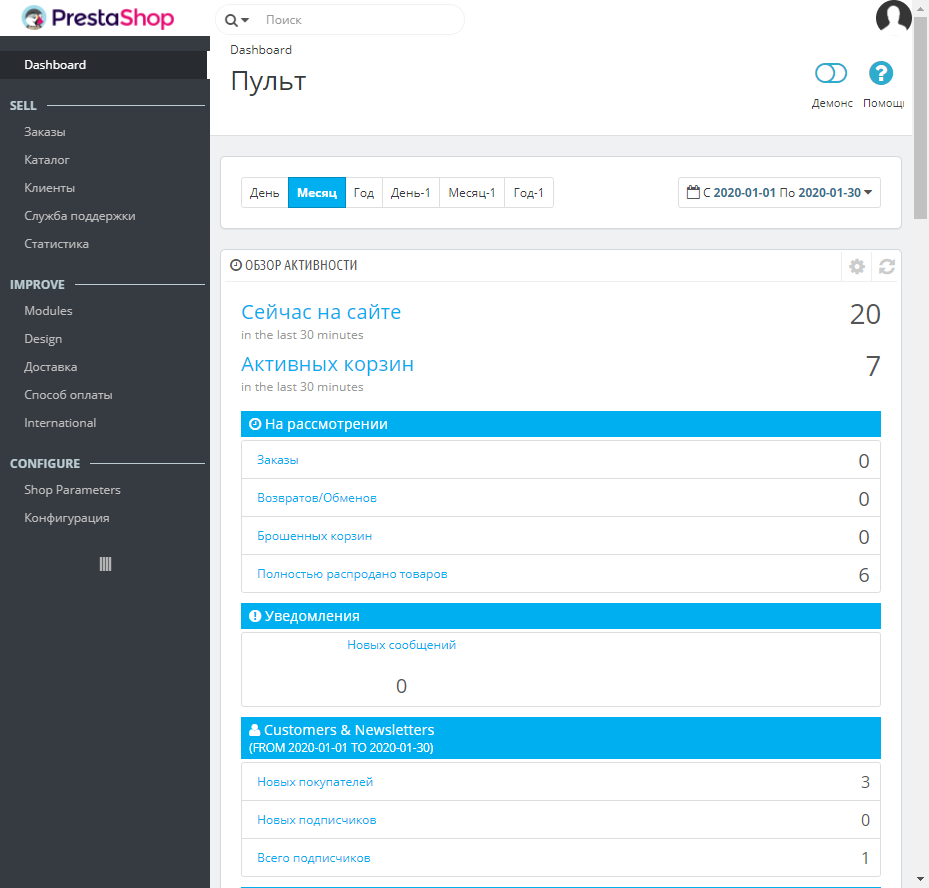 PrestaShop
Поиск
Dashboard
Пульт
Демонс
Помощ
Dashboard
SELL
Заказы
Каталог
Клиенты
Служба поддержки
Статистика
IMPROVE
Modules
Design
Доставка
Способ оплаты
International
CONFIGURE
Shop Parameters
Конфигурация
День Месяц Год День-1 Месяц-1 Год-1
С 2020-01-01 По 2020-01-30
ОБЗОР АКТИВНОСТИ
Сейчас на сайте 20
in the last 30 minutes
Активных корзин 7
in the last 30 minutes
На рассмотрении
Заказы 0
Возвратов/Обменов 0
Брошенных корзин 0
Полностью распродано товаров 6
Уведомления
Новых сообщений
0
Customers & Newsletters
(FROM 2020-01-01 TO 2020-01-30)
Новых покупателей 3
Новых подписчиков 0
Всего подписчиков 1